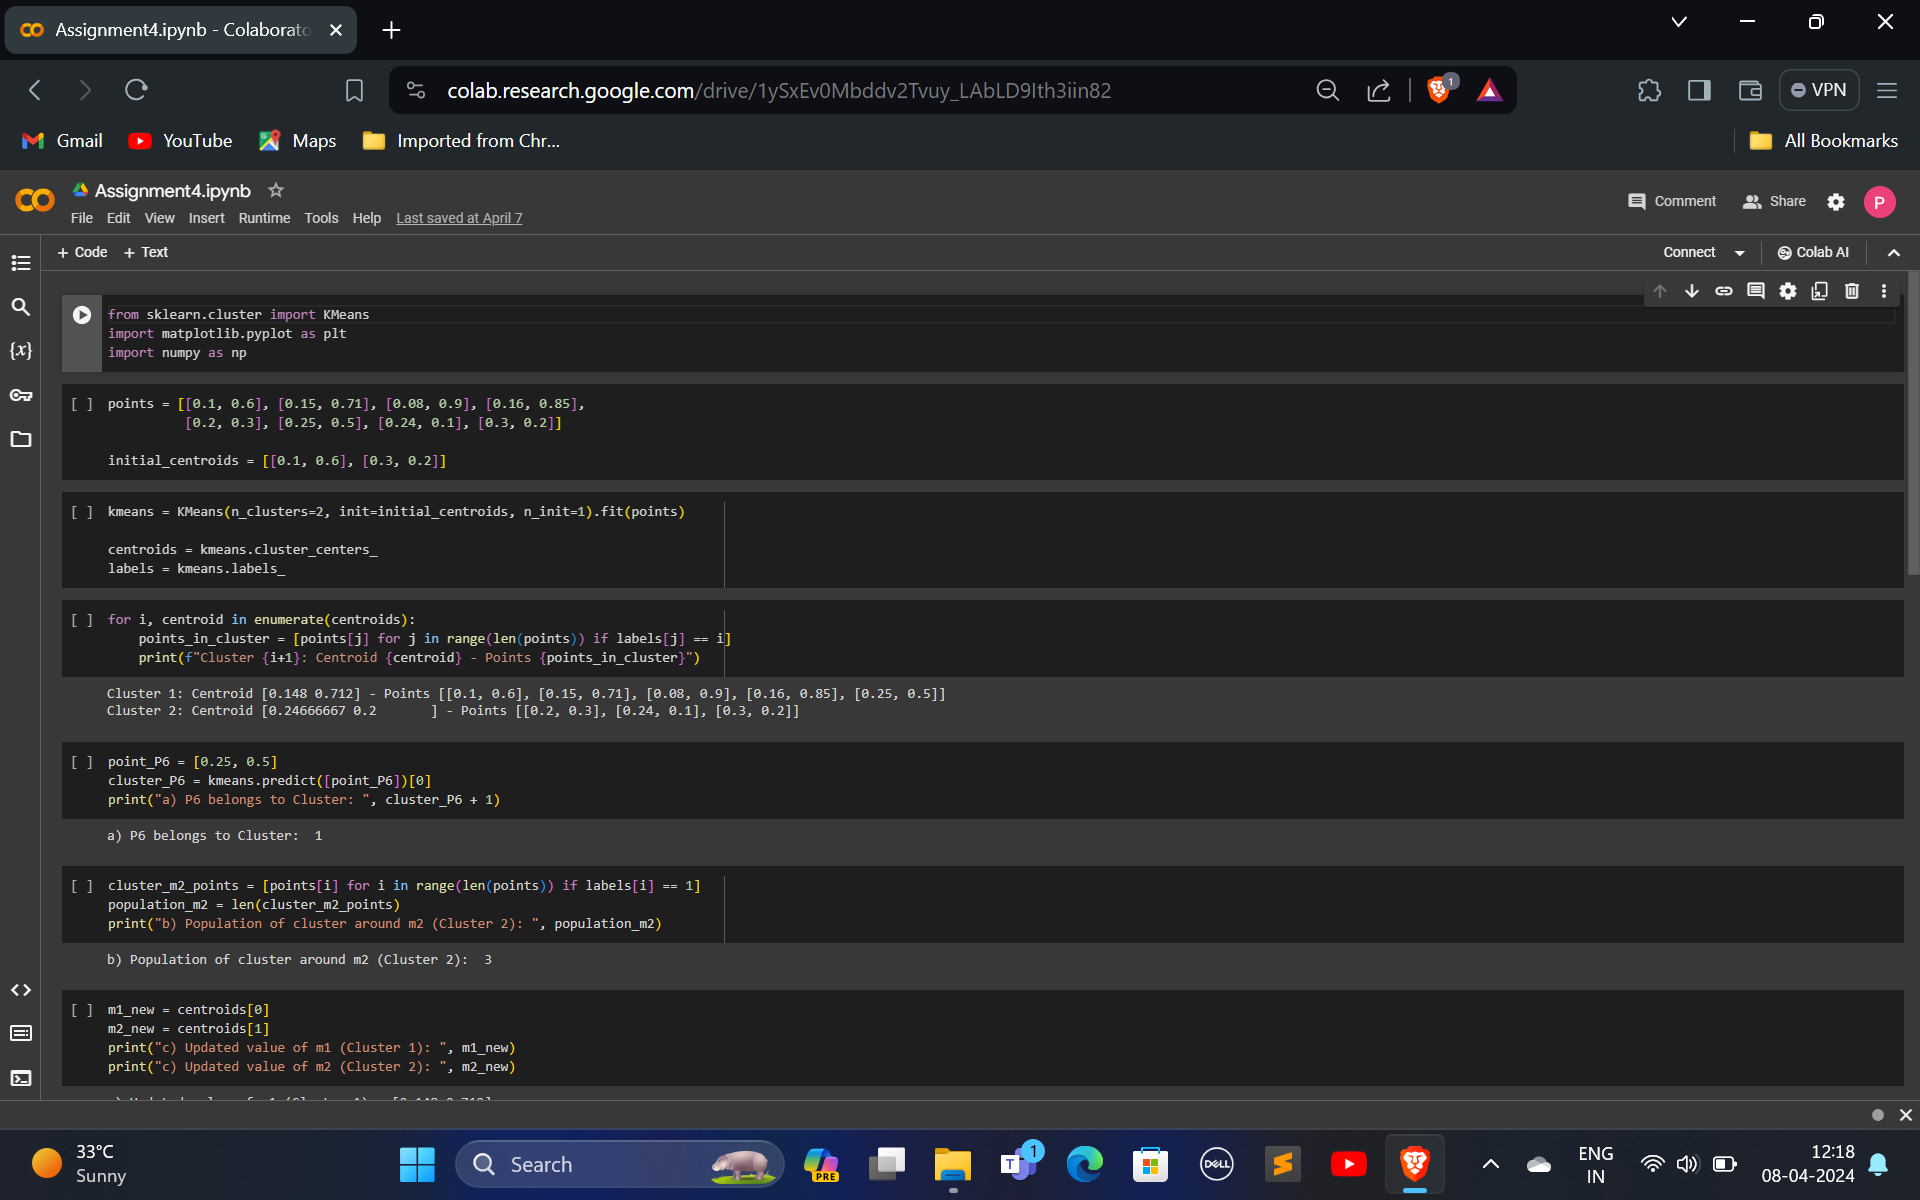 Assignment4.ipynb - Colaborato
colab.research.google.com/drive/1ySxEv0Mbddv2Tvuy_LAbLD9Ith3iin82
1
VPN
Gmail
YouTube
Maps
Imported from Chr...
All Bookmarks
Assignment4.ipynb
File Edit View Insert Runtime Tools Help Last saved at April 7
Comment
Share
P
+ Code + Text
Connect
Colab AI
from sklearn.cluster import KMeans
import matplotlib.pyplot as plt
import numpy as np
[ ] points = [[0.1, 0.6], [0.15, 0.71], [0.08, 0.9], [0.16, 0.85],
[0.2, 0.3], [0.25, 0.5], [0.24, 0.1], [0.3, 0.2]]
initial_centroids = [[0.1, 0.6], [0.3, 0.2]]
[ ] kmeans = KMeans(n_clusters=2, init=initial_centroids, n_init=1).fit(points)
centroids = kmeans.cluster_centers_
labels = kmeans.labels_
[ ] for i, centroid in enumerate(centroids):
points_in_cluster = [points[j] for j in range(len(points)) if labels[j] == i]
print(f"Cluster {i+1}: Centroid {centroid} - Points {points_in_cluster}")
Cluster 1: Centroid [0.148 0.712] - Points [[0.1, 0.6], [0.15, 0.71], [0.08, 0.9], [0.16, 0.85], [0.25, 0.5]]
Cluster 2: Centroid [0.24666667 0.2       ] - Points [[0.2, 0.3], [0.24, 0.1], [0.3, 0.2]]
[ ] point_P6 = [0.25, 0.5]
cluster_P6 = kmeans.predict([point_P6])[0]
print("a) P6 belongs to Cluster: ", cluster_P6 + 1)
a) P6 belongs to Cluster:  1
[ ] cluster_m2_points = [points[i] for i in range(len(points)) if labels[i] == 1]
population_m2 = len(cluster_m2_points)
print("b) Population of cluster around m2 (Cluster 2): ", population_m2)
b) Population of cluster around m2 (Cluster 2):  3
[ ] m1_new = centroids[0]
m2_new = centroids[1]
print("c) Updated value of m1 (Cluster 1): ", m1_new)
print("c) Updated value of m2 (Cluster 2): ", m2_new)
33°C
Sunny
Search
PRE
T
1
DELL
ENG
IN
12:18
08-04-2024